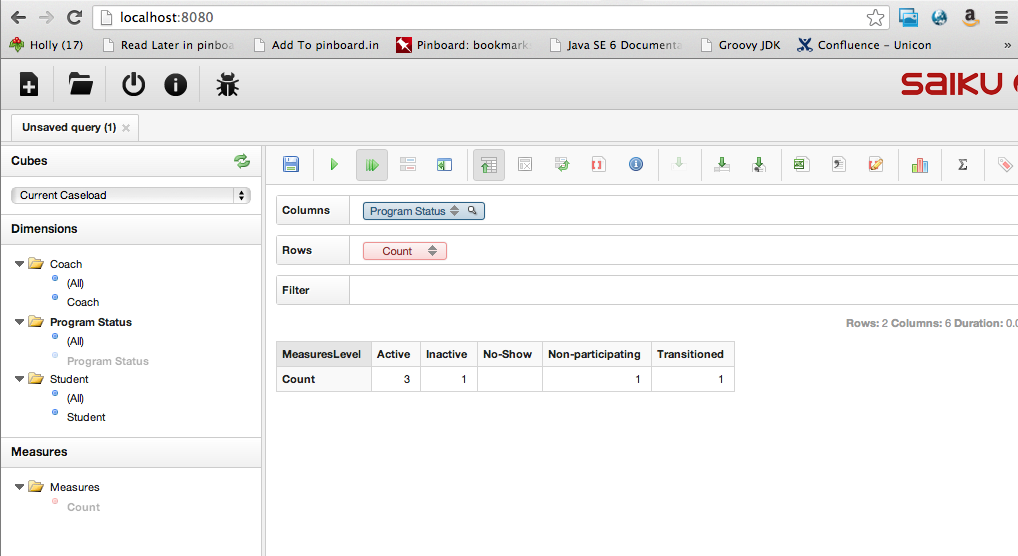 localhost:8080
Holly (17) Read Later in pinboa Add To pinboard.in Pinboard: bookmark Java SE 6 Documenta Groovy JDK Confluence – Unicon »
saiku
Unsaved query (1) ×
Cubes
Current Caseload
Dimensions
Coach
(All)
Coach
Program Status
(All)
Program Status
Student
(All)
Student
Measures
Measures
Count
Columns Program Status
Rows Count
Filter
Rows: 2 Columns: 6 Duration: 0.0
MeasuresLevel Active Inactive No-Show Non-participating Transitioned
Count 3 1 1 1